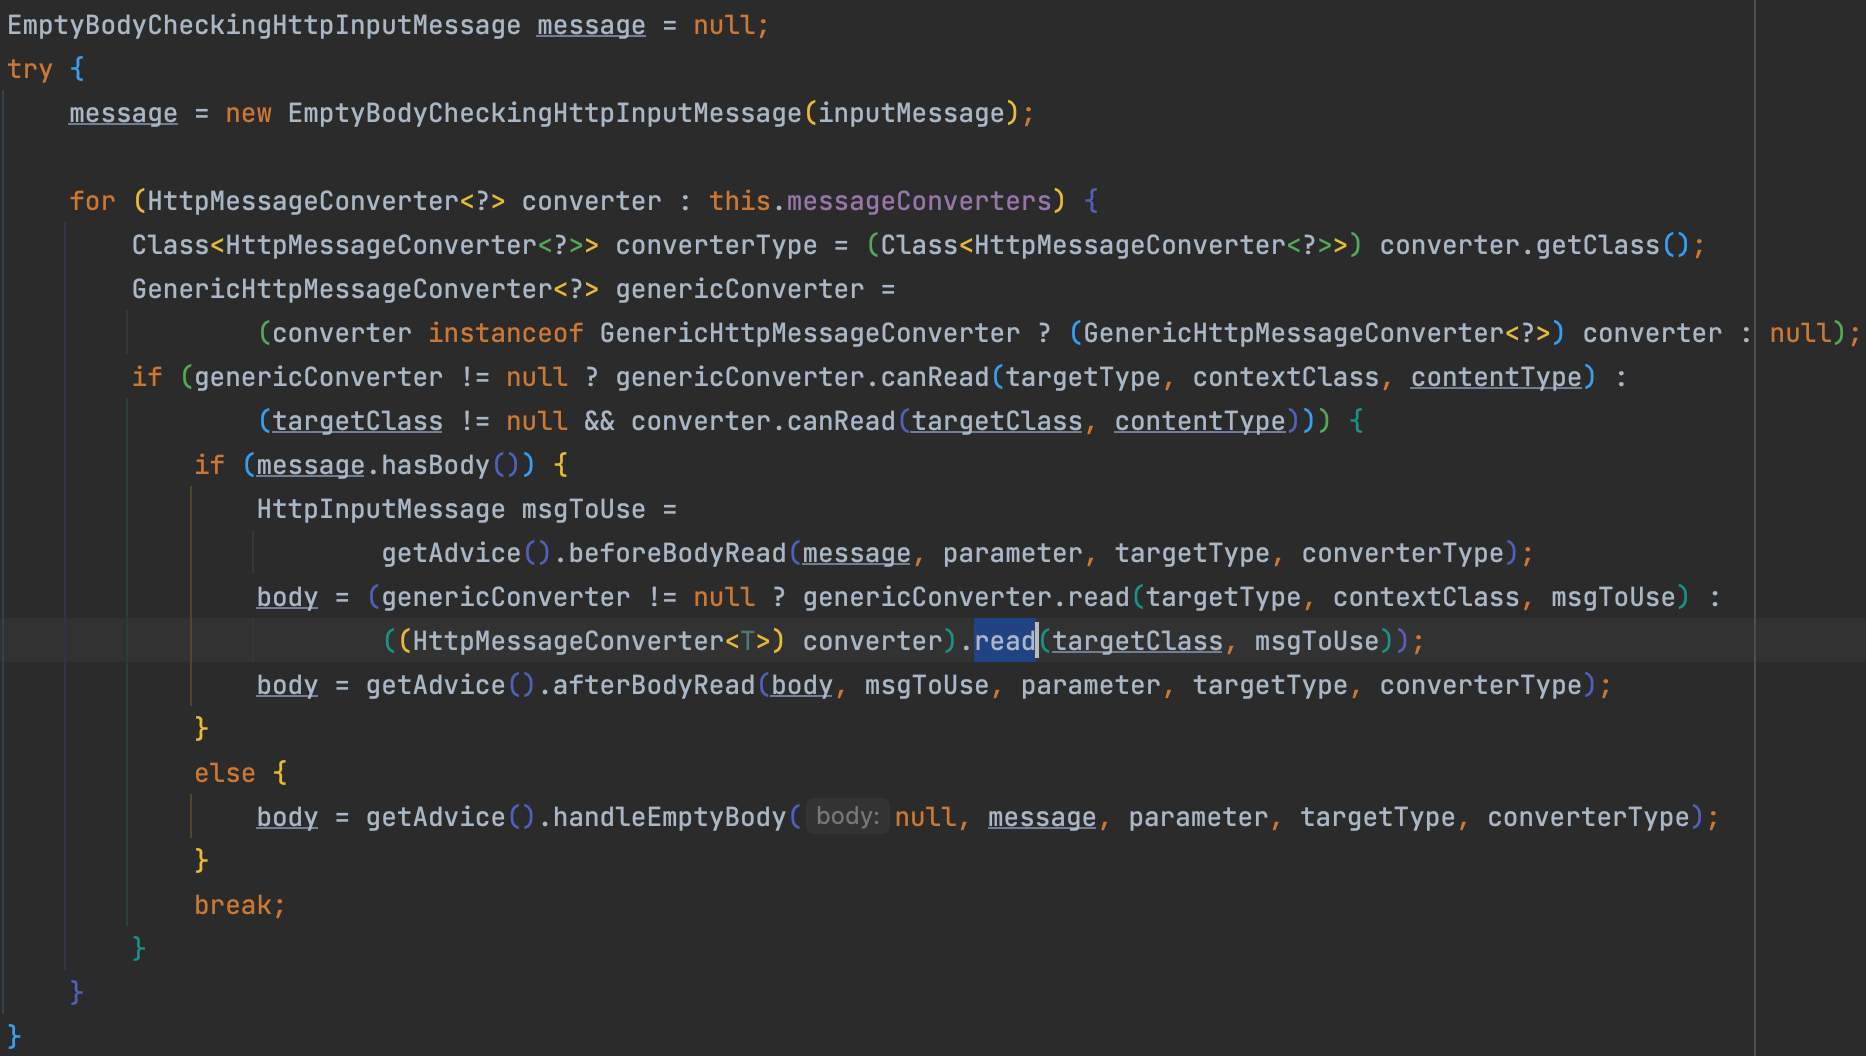 EmptyBodyCheckingHttpInputMessage message = null;
try {
message = new EmptyBodyCheckingHttpInputMessage(inputMessage);
for (HttpMessageConverter<?> converter : this.messageConverters) {
Class<HttpMessageConverter<?>> converterType = (Class<HttpMessageConverter<?>>) converter.getClass();
GenericHttpMessageConverter<?> genericConverter =
(converter instanceof GenericHttpMessageConverter ? (GenericHttpMessageConverter<?>) converter : null);
if (genericConverter != null ? genericConverter.canRead(targetType, contextClass, contentType) :
(targetClass != null && converter.canRead(targetClass, contentType))) {
if (message.hasBody()) {
HttpInputMessage msgToUse =
getAdvice().beforeBodyRead(message, parameter, targetType, converterType);
body = (genericConverter != null ? genericConverter.read(targetType, contextClass, msgToUse) :
((HttpMessageConverter<T>) converter).read(targetClass, msgToUse));
body = getAdvice().afterBodyRead(body, msgToUse, parameter, targetType, converterType);
}
else {
body = getAdvice().handleEmptyBody( body: null, message, parameter, targetType, converterType);
}
break;
}
}
}